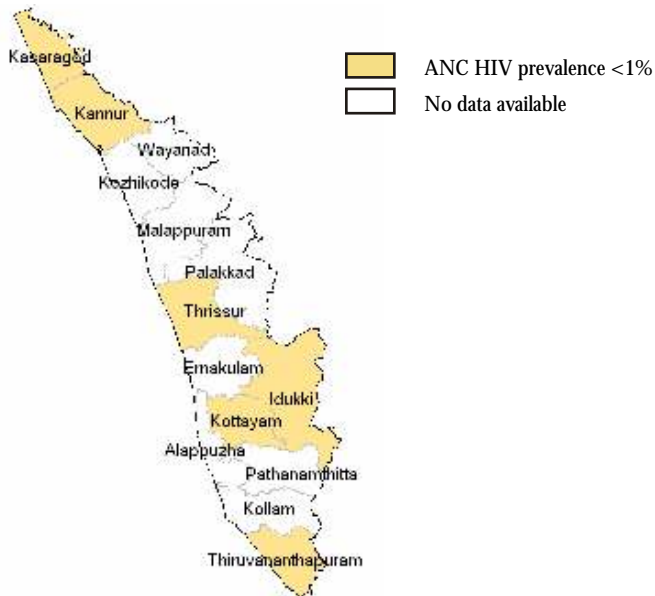 Kasaragod
ANC HIV prevalence <1%
Kannur
No data available
Wayanad
Kozhikode
Malappuram
Palakkad
Thrissur
Ernakulam
Idukki
Kottayam
Alappuzha
Pathanamthitta
Kollam
Thiruvananthapuram